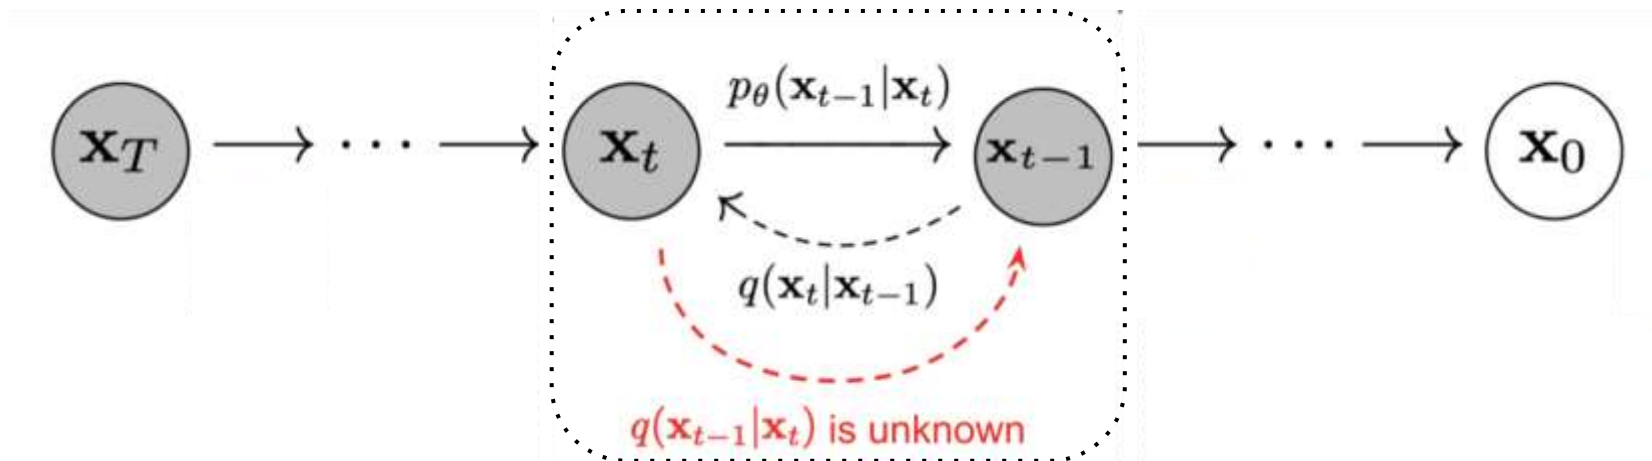 p_θ(x_{t−1}|x_t)
x_T → ··· → x_t → x_{t−1} → ··· → x_0
q(x_t|x_{t−1})
q(x_{t−1}|x_t) is unknown